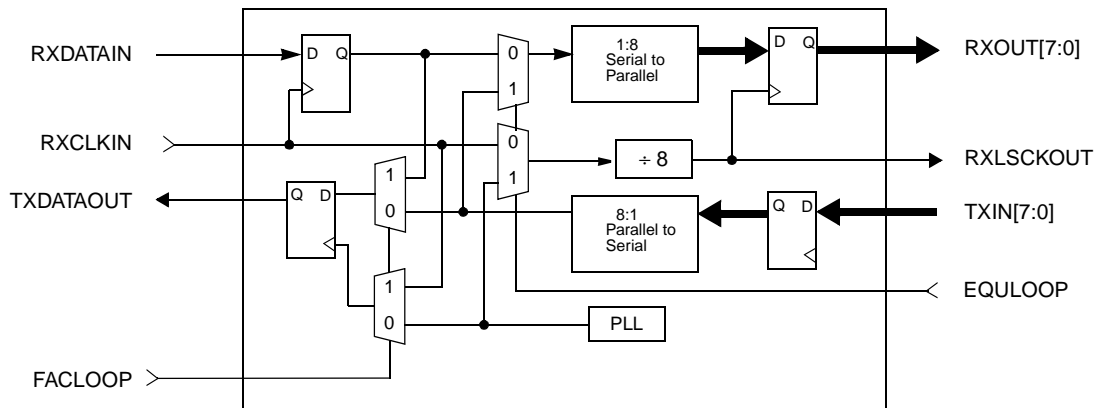 RXDATAIN
D Q
0
1
1:8
Serial to
Parallel
D Q
RXOUT[7:0]
RXCLKIN
0
1
÷ 8
RXLSCKOUT
TXDATAOUT
Q D
1
0
8:1
Parallel to
Serial
Q D
TXIN[7:0]
1
0
PLL
EQULOOP
FACLOOP